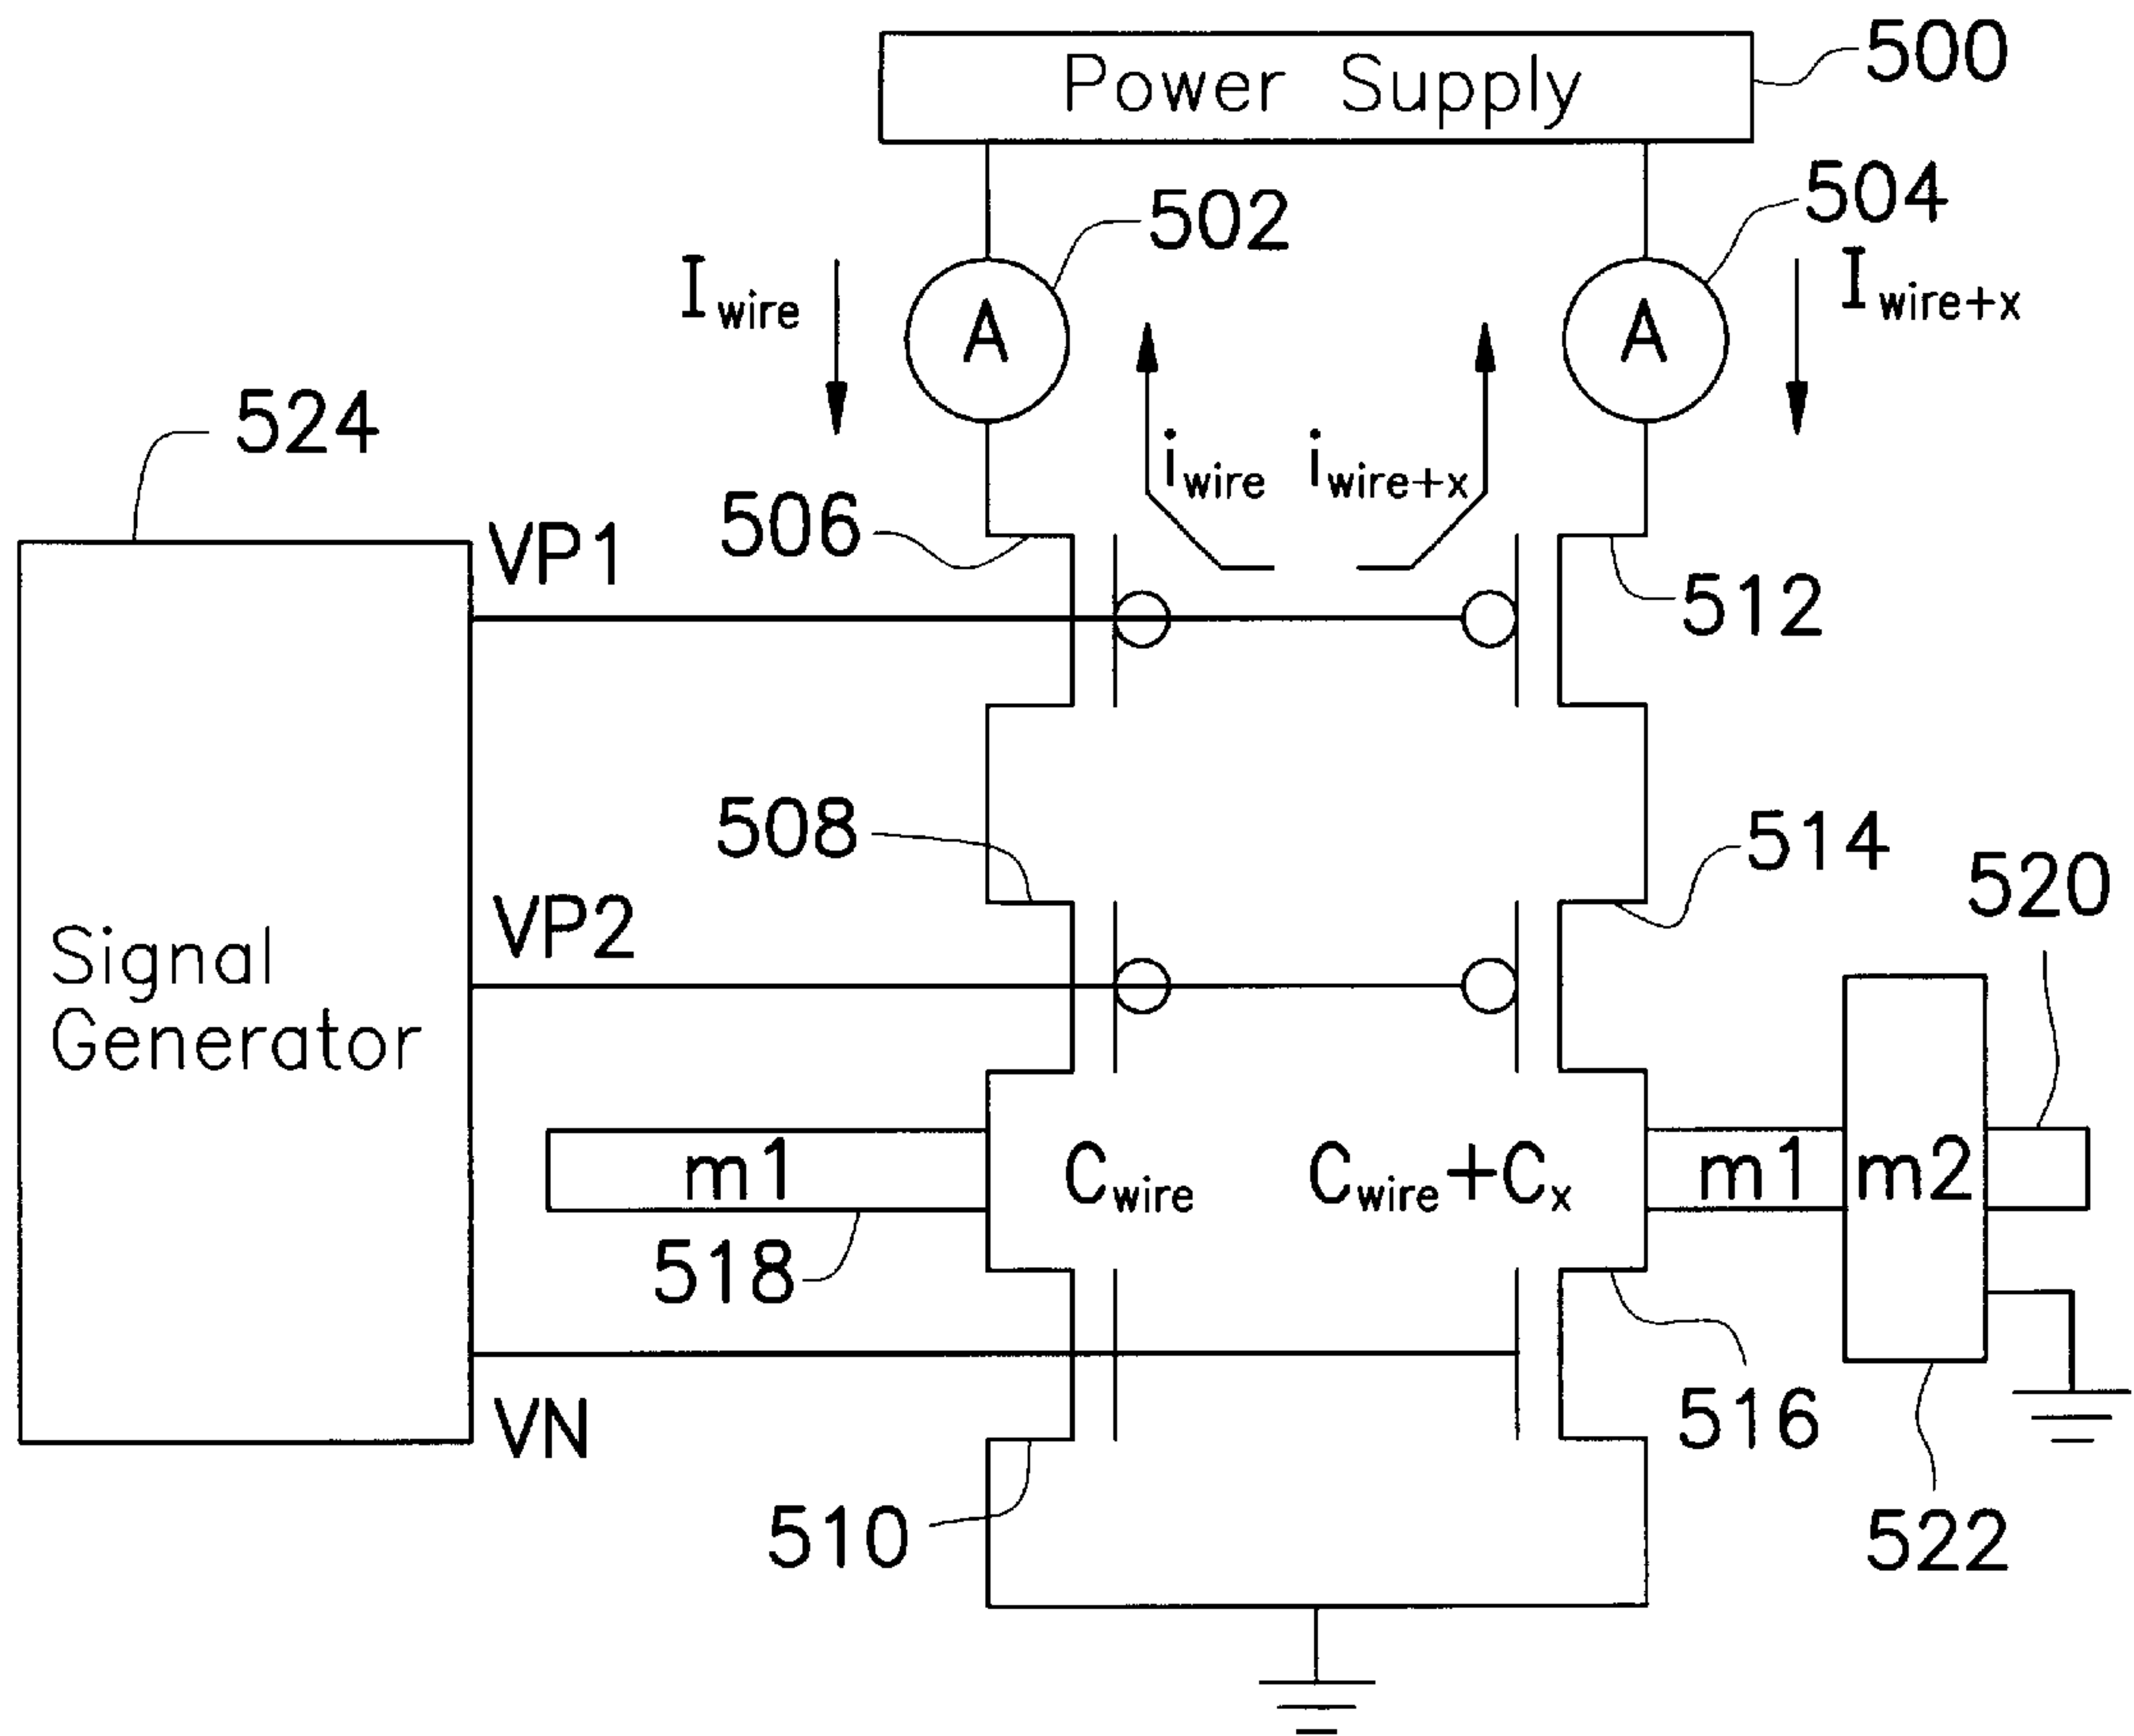 Power Supply
500
502
504
I wire
I wire+x
A
A
524
i wire
i wire+x
506
VP1
512
508
514
VP2
520
Signal
Generator
m1
C wire
C wire+C x
m1
m2
518
VN
516
510
522